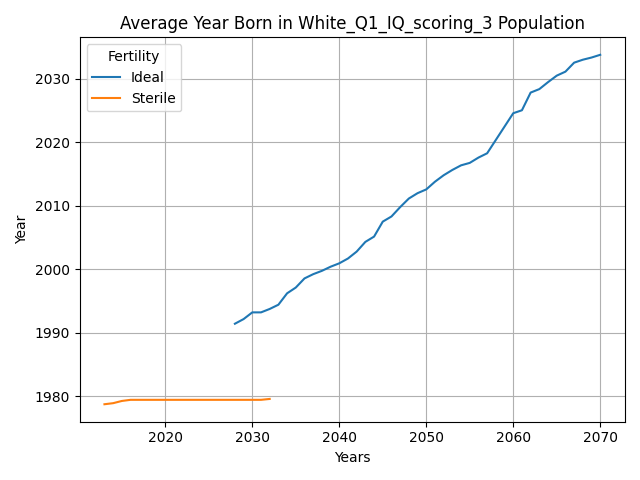 Average Year Born in White_Q1_IQ_scoring_3 Population
Fertility
Ideal
Sterile
Year
2030
2020
2010
2000
1990
1980
2020 2030 2040 2050 2060 2070
Years